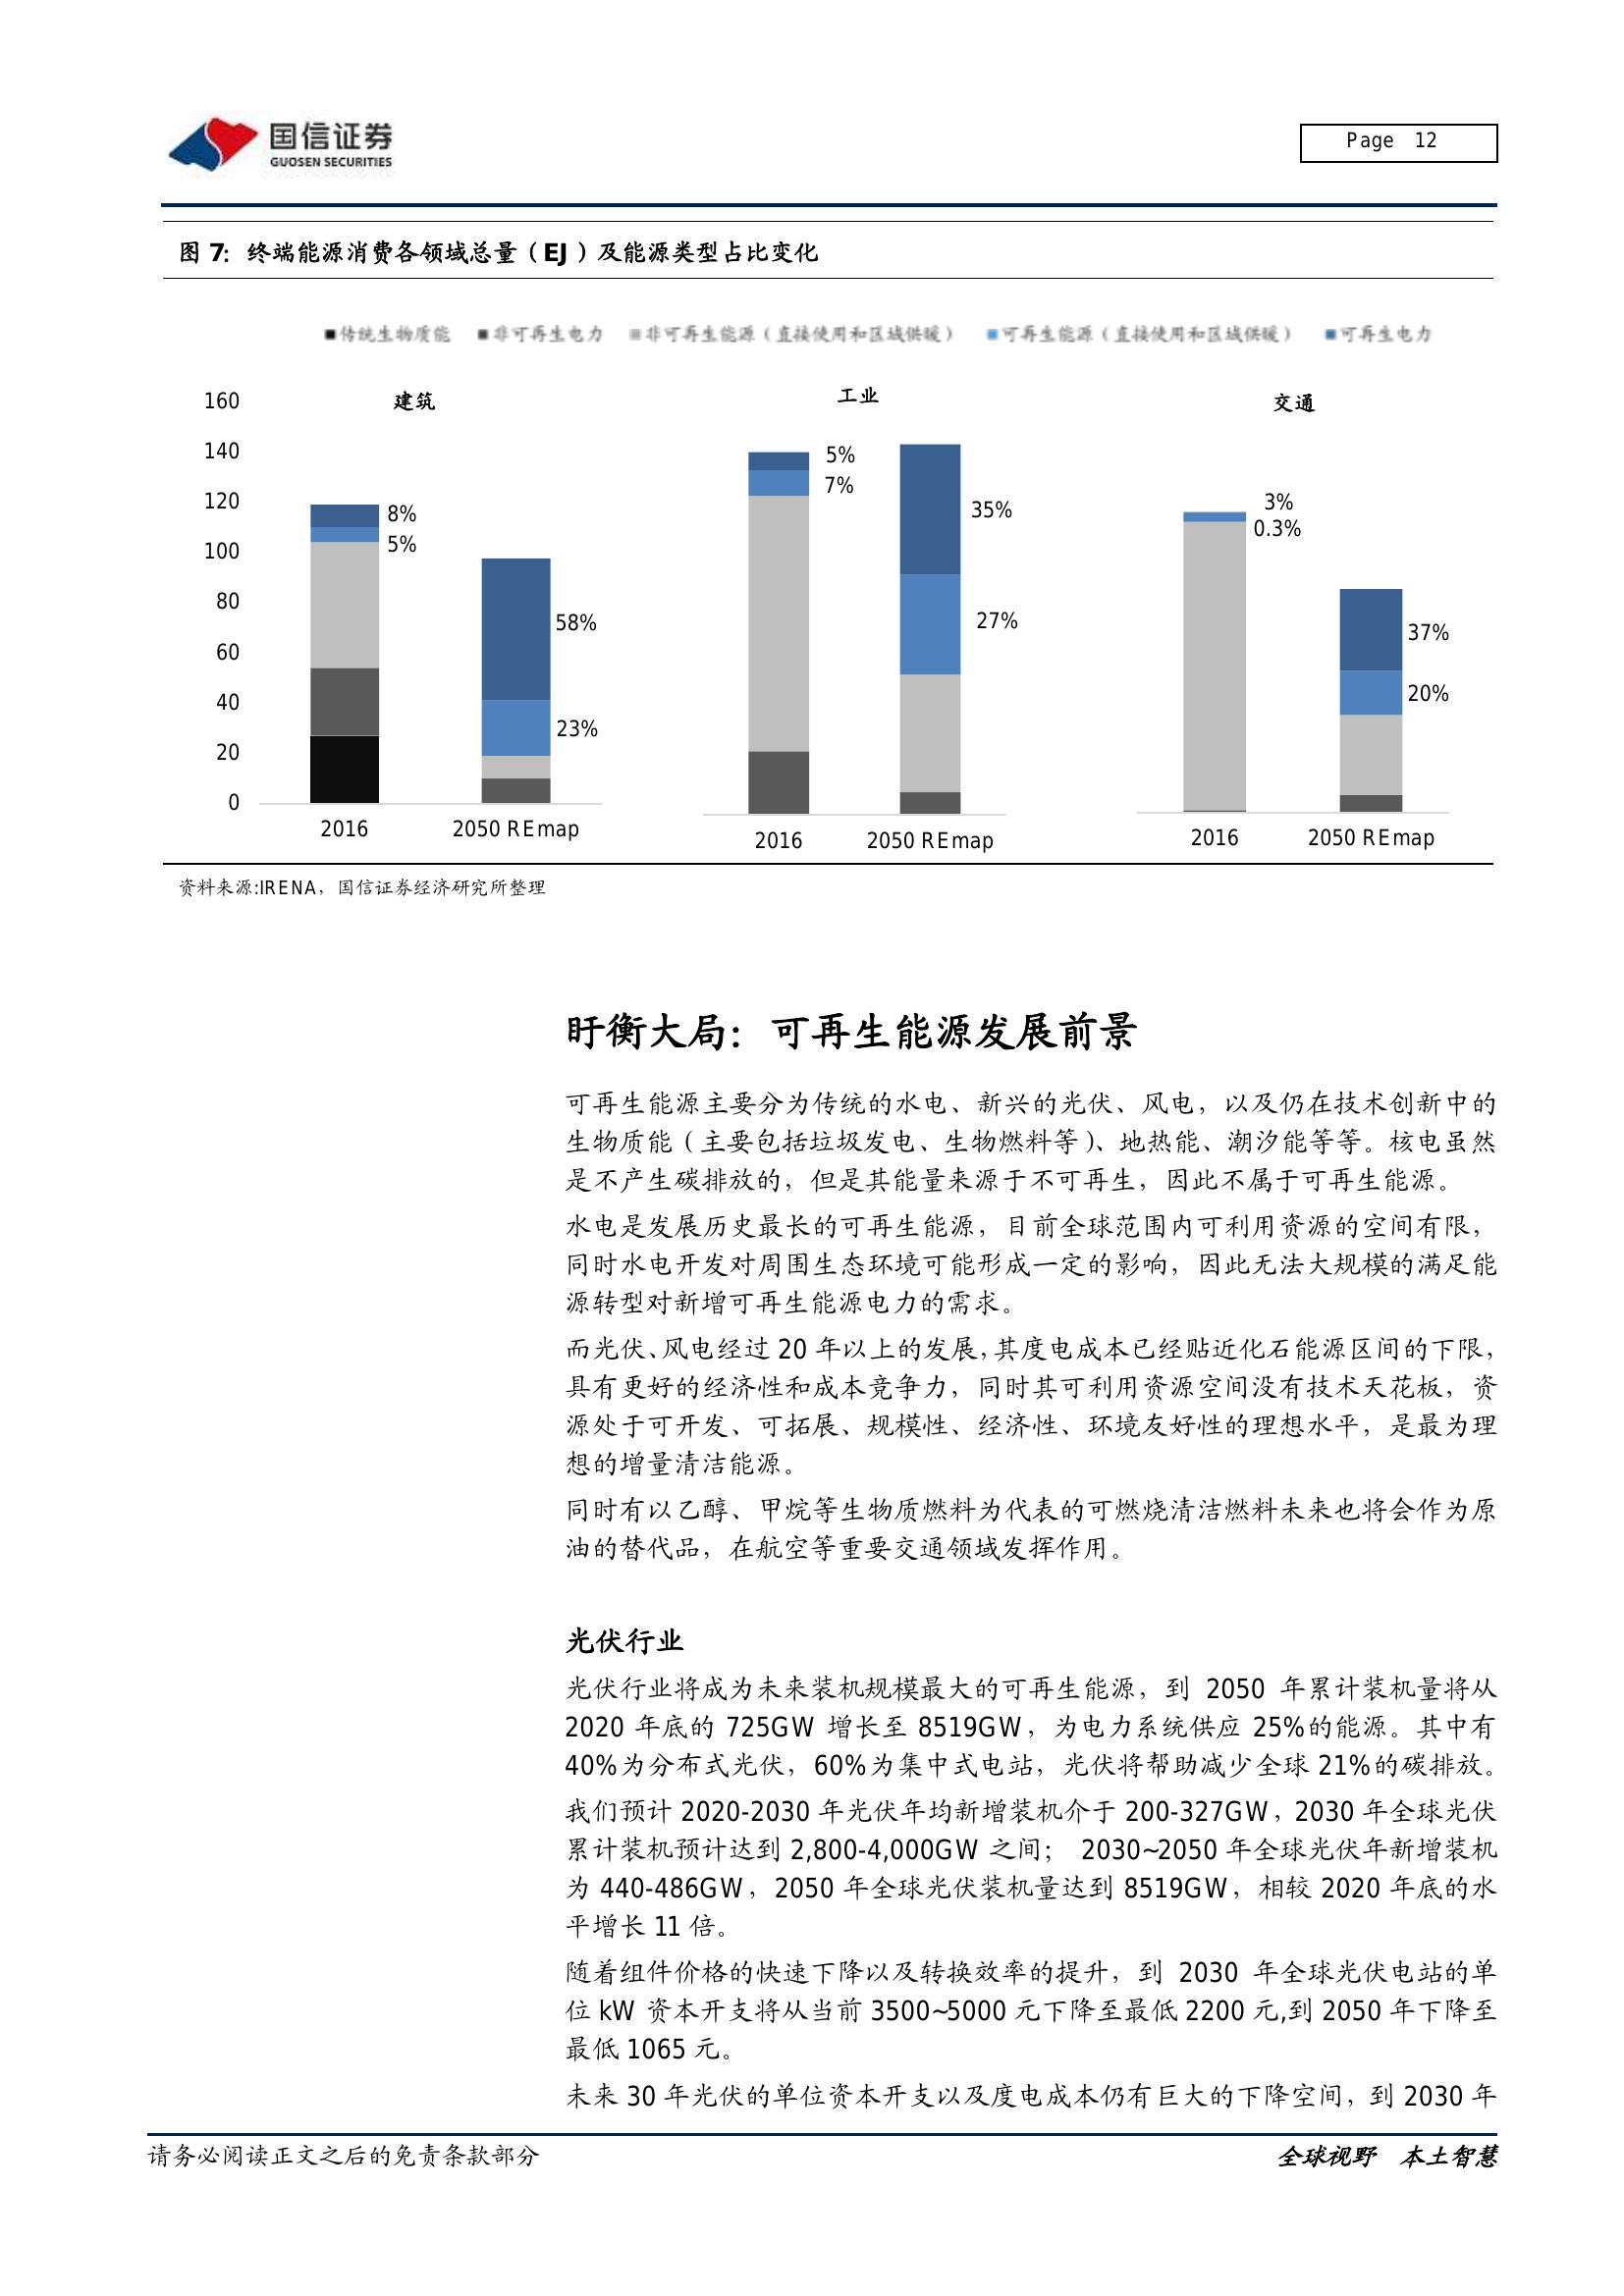 国信证券
GUOSEN SECURITIES
Page 12
图 7：终端能源消费各领域总量（EJ）及能源类型占比变化
传统生物质能 非可再生电力 非可再生能源（直接使用和区域供暖） 可再生能源（直接使用和区域供暖） 可再生电力
建筑
160
140
120
100
80
60
40
20
0
8%
5%
58%
23%
2016
2050 REmap
工业
5%
7%
35%
27%
2016
2050 REmap
交通
3%
0.3%
37%
20%
2016
2050 REmap
资料来源:IRENA，国信证券经济研究所整理
盱衡大局：可再生能源发展前景
可再生能源主要分为传统的水电、新兴的光伏、风电，以及仍在技术创新中的
生物质能（主要包括垃圾发电、生物燃料等）、地热能、潮汐能等等。核电虽然
是不产生碳排放的，但是其能量来源于不可再生，因此不属于可再生能源。
水电是发展历史最长的可再生能源，目前全球范围内可利用资源的空间有限，
同时水电开发对周围生态环境可能形成一定的影响，因此无法大规模的满足能
源转型对新增可再生能源电力的需求。
而光伏、风电经过 20 年以上的发展，其度电成本已经贴近化石能源区间的下限，
具有更好的经济性和成本竞争力，同时其可利用资源空间没有技术天花板，资
源处于可开发、可拓展、规模性、经济性、环境友好性的理想水平，是最为理
想的增量清洁能源。
同时有以乙醇、甲烷等生物质燃料为代表的可燃烧清洁燃料未来也将会作为原
油的替代品，在航空等重要交通领域发挥作用。
光伏行业
光伏行业将成为未来装机规模最大的可再生能源，到 2050 年累计装机量将从
2020 年底的 725GW 增长至 8519GW，为电力系统供应 25%的能源。其中有
40%为分布式光伏，60%为集中式电站，光伏将帮助减少全球 21%的碳排放。
我们预计 2020-2030 年光伏年均新增装机介于 200-327GW，2030 年全球光伏
累计装机预计达到 2,800-4,000GW 之间； 2030~2050 年全球光伏年新增装机
为 440-486GW，2050 年全球光伏装机量达到 8519GW，相较 2020 年底的水
平增长 11 倍。
随着组件价格的快速下降以及转换效率的提升，到 2030 年全球光伏电站的单
位 kW 资本开支将从当前 3500~5000 元下降至最低 2200 元,到 2050 年下降至
最低 1065 元。
未来 30 年光伏的单位资本开支以及度电成本仍有巨大的下降空间，到 2030 年
请务必阅读正文之后的免责条款部分
全球视野 本土智慧